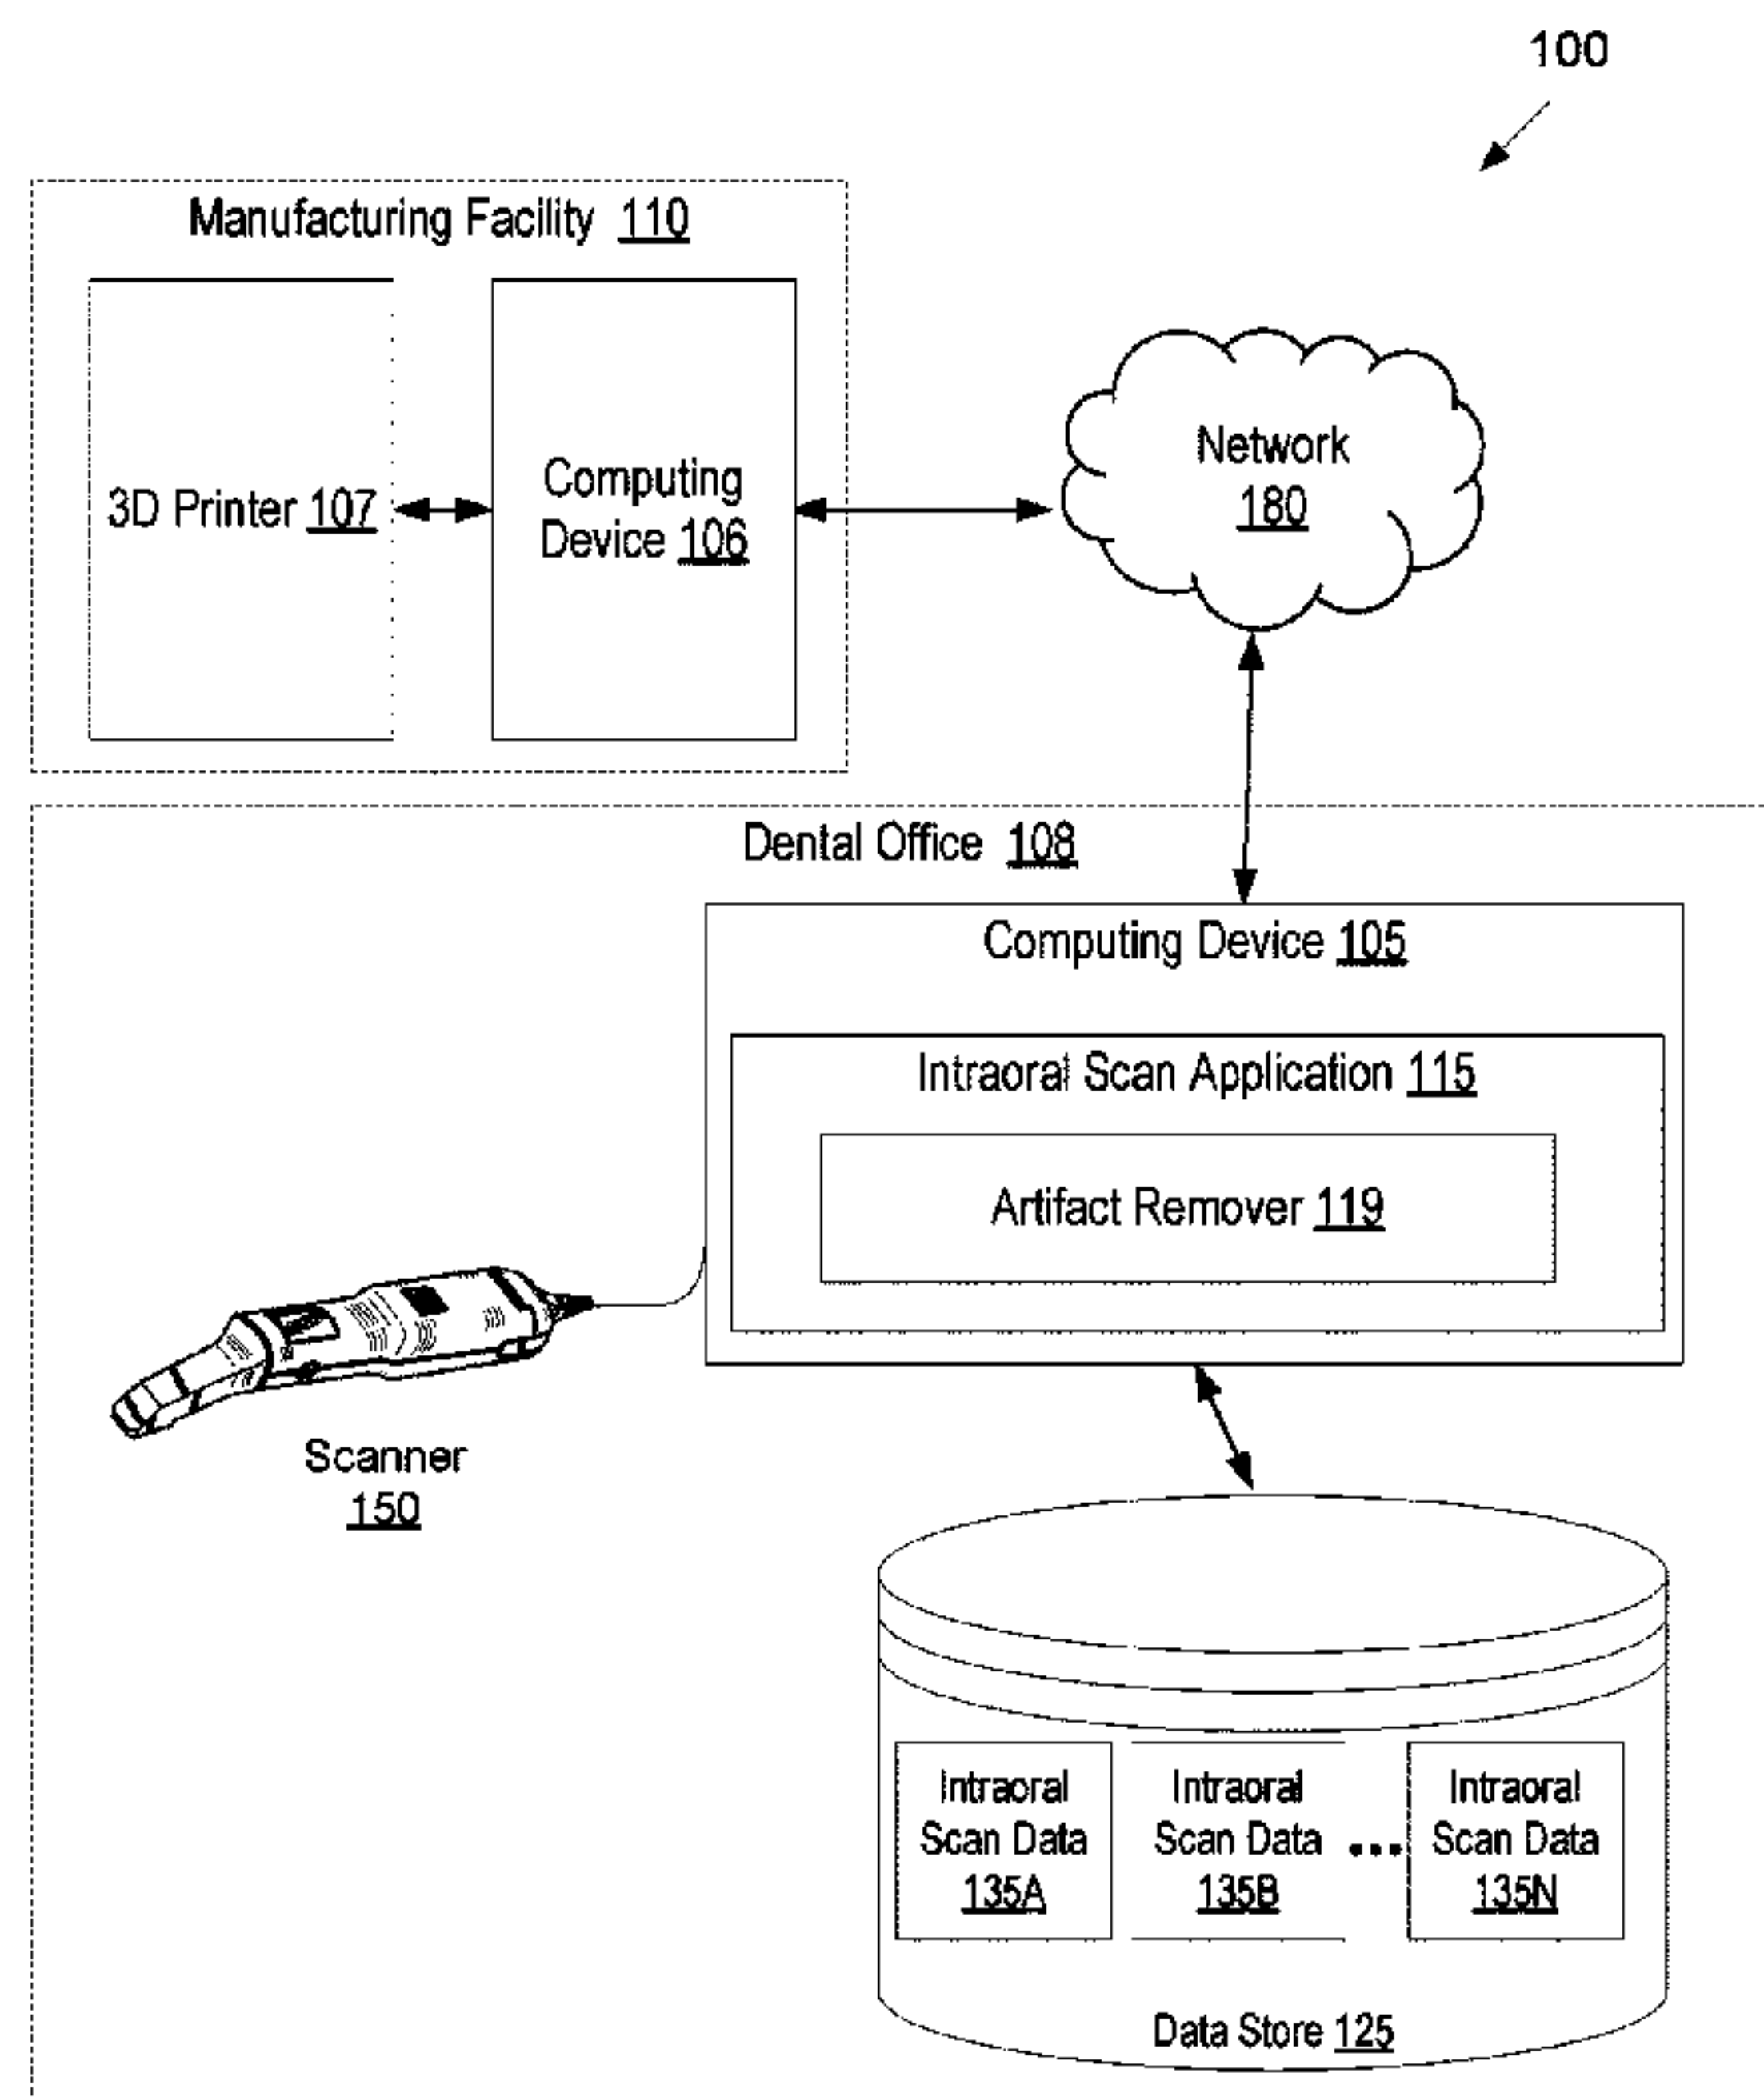 100
Manufacturing Facility 110
3D Printer 107
Computing
Device 106
Network
180
Dental Office 108
Computing Device 105
Intraoral Scan Application 115
Artifact Remover 119
Scanner
150
Intraoral
Scan Data
135A
Intraoral
Scan Data
135B
...
Intraoral
Scan Data
135N
Data Store 125